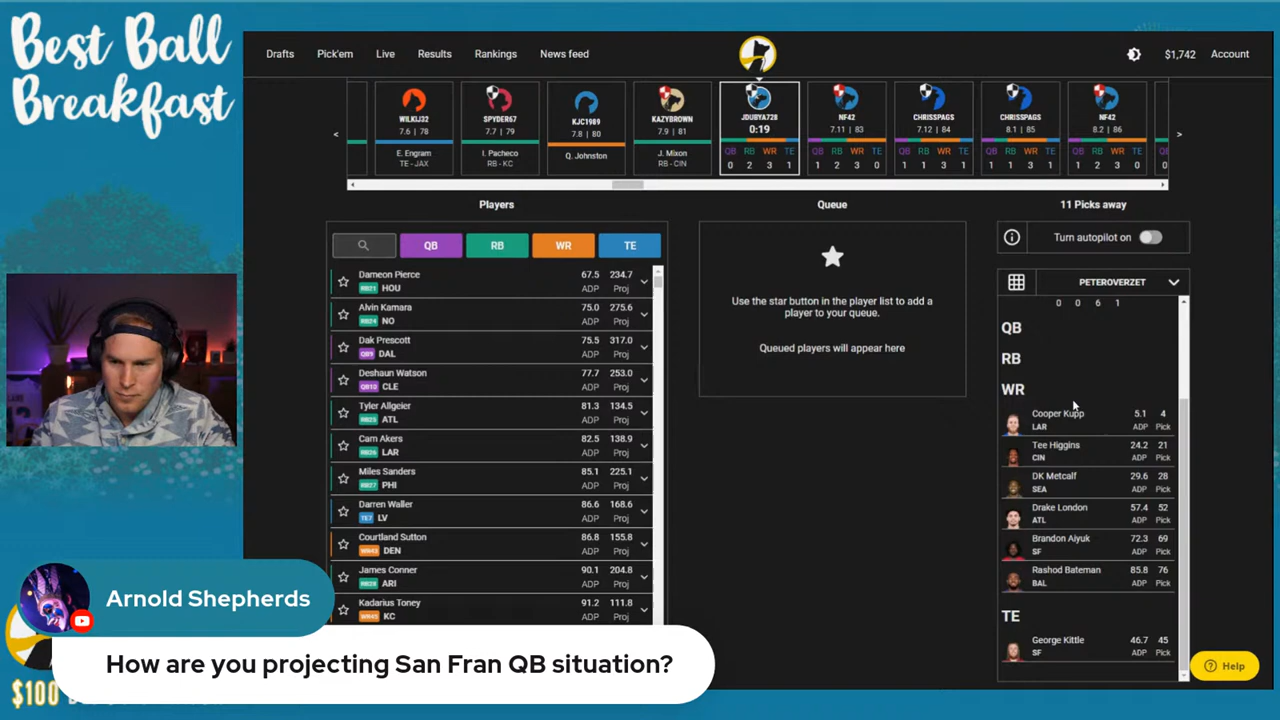 Best Ball
Breakfast
Drafts Pick'em Live Results Rankings News feed
$1,742 Account
WILKIJ32
7.6 | 78
E. Engram
TE - JAX
SPYDER67
7.7 | 79
I. Pacheco
RB - KC
KJC1989
7.8 | 80
Q. Johnston
KAZYBROWN
7.9 | 81
J. Mixon
RB - CIN
JDUBYA728
0:19
QB RB WR TE
0 2 3 1
NF42
7.11 | 83
QB RB WR TE
1 2 3 0
CHRISSPAGS
7.12 | 84
QB RB WR TE
1 1 3 1
CHRISSPAGS
8.1 | 85
QB RB WR TE
1 1 3 1
NF42
8.2 | 86
QB RB WR TE
1 2 3 0
Players
QB RB WR TE
Dameon Pierce 67.5 234.7
RB21 HOU ADP Proj
Alvin Kamara 75.0 275.6
RB24 NO ADP Proj
Dak Prescott 75.5 317.0
QB9 DAL ADP Proj
Deshaun Watson 77.7 253.0
QB10 CLE ADP Proj
Tyler Allgeier 81.3 134.5
RB25 ATL ADP Proj
Cam Akers 82.5 138.9
RB26 LAR ADP Proj
Miles Sanders 85.1 225.1
RB27 PHI ADP Proj
Darren Waller 86.6 168.6
TE7 LV ADP Proj
Courtland Sutton 86.8 155.8
WR43 DEN ADP Proj
James Conner 90.1 204.8
RB28 ARI ADP Proj
Kadarius Toney 91.2 111.8
WR45 KC ADP Proj
Queue
Use the star button in the player list to add a
player to your queue.
Queued players will appear here
11 Picks away
Turn autopilot on
PETEROVERZET
0 0 6 1
QB
RB
WR
Cooper Kupp 5.1 4
LAR ADP Pick
Tee Higgins 24.2 21
CIN ADP Pick
DK Metcalf 29.6 28
SEA ADP Pick
Drake London 57.4 52
ATL ADP Pick
Brandon Aiyuk 72.3 69
SF ADP Pick
Rashod Bateman 85.8 76
BAL ADP Pick
TE
George Kittle 46.7 45
SF ADP Pick
Help
Arnold Shepherds
How are you projecting San Fran QB situation?
$100